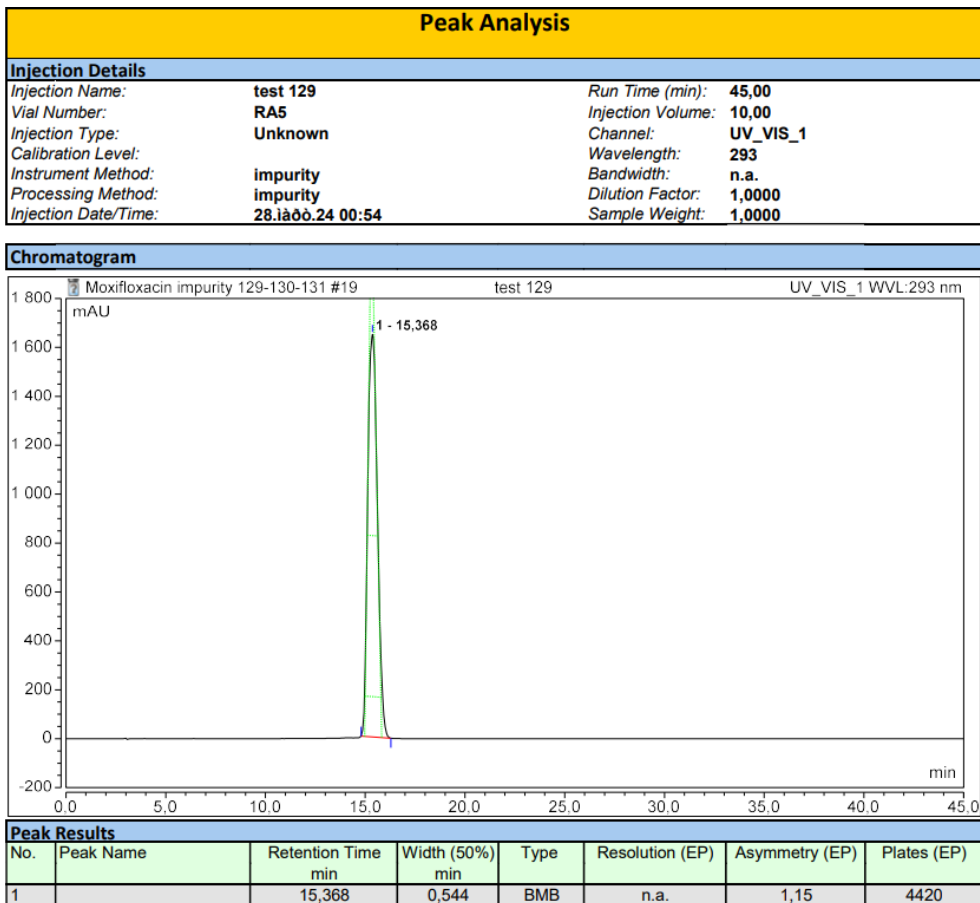 Peak Analysis
Injection Details
Injection Name: test 129 Run Time (min): 45,00
Vial Number: RA5 Injection Volume: 10,00
Injection Type: Unknown Channel: UV_VIS_1
Calibration Level: Wavelength: 293
Instrument Method: impurity Bandwidth: n.a.
Processing Method: impurity Dilution Factor: 1,0000
Injection Date/Time: 28.ìàðò.24 00:54 Sample Weight: 1,0000
Chromatogram
Moxifloxacin impurity 129-130-131 #19 test 129 UV_VIS_1 WVL:293 nm
1 800
mAU
1 - 15,368
1 600
1 400
1 200
1 000
800
600
400
200
0
min
-200
0,0 5,0 10,0 15,0 20,0 25,0 30,0 35,0 40,0 45,0
Peak Results
No. Peak Name Retention Time Width (50%) Type Resolution (EP) Asymmetry (EP) Plates (EP)
min min
1 15,368 0,544 BMB n.a. 1,15 4420